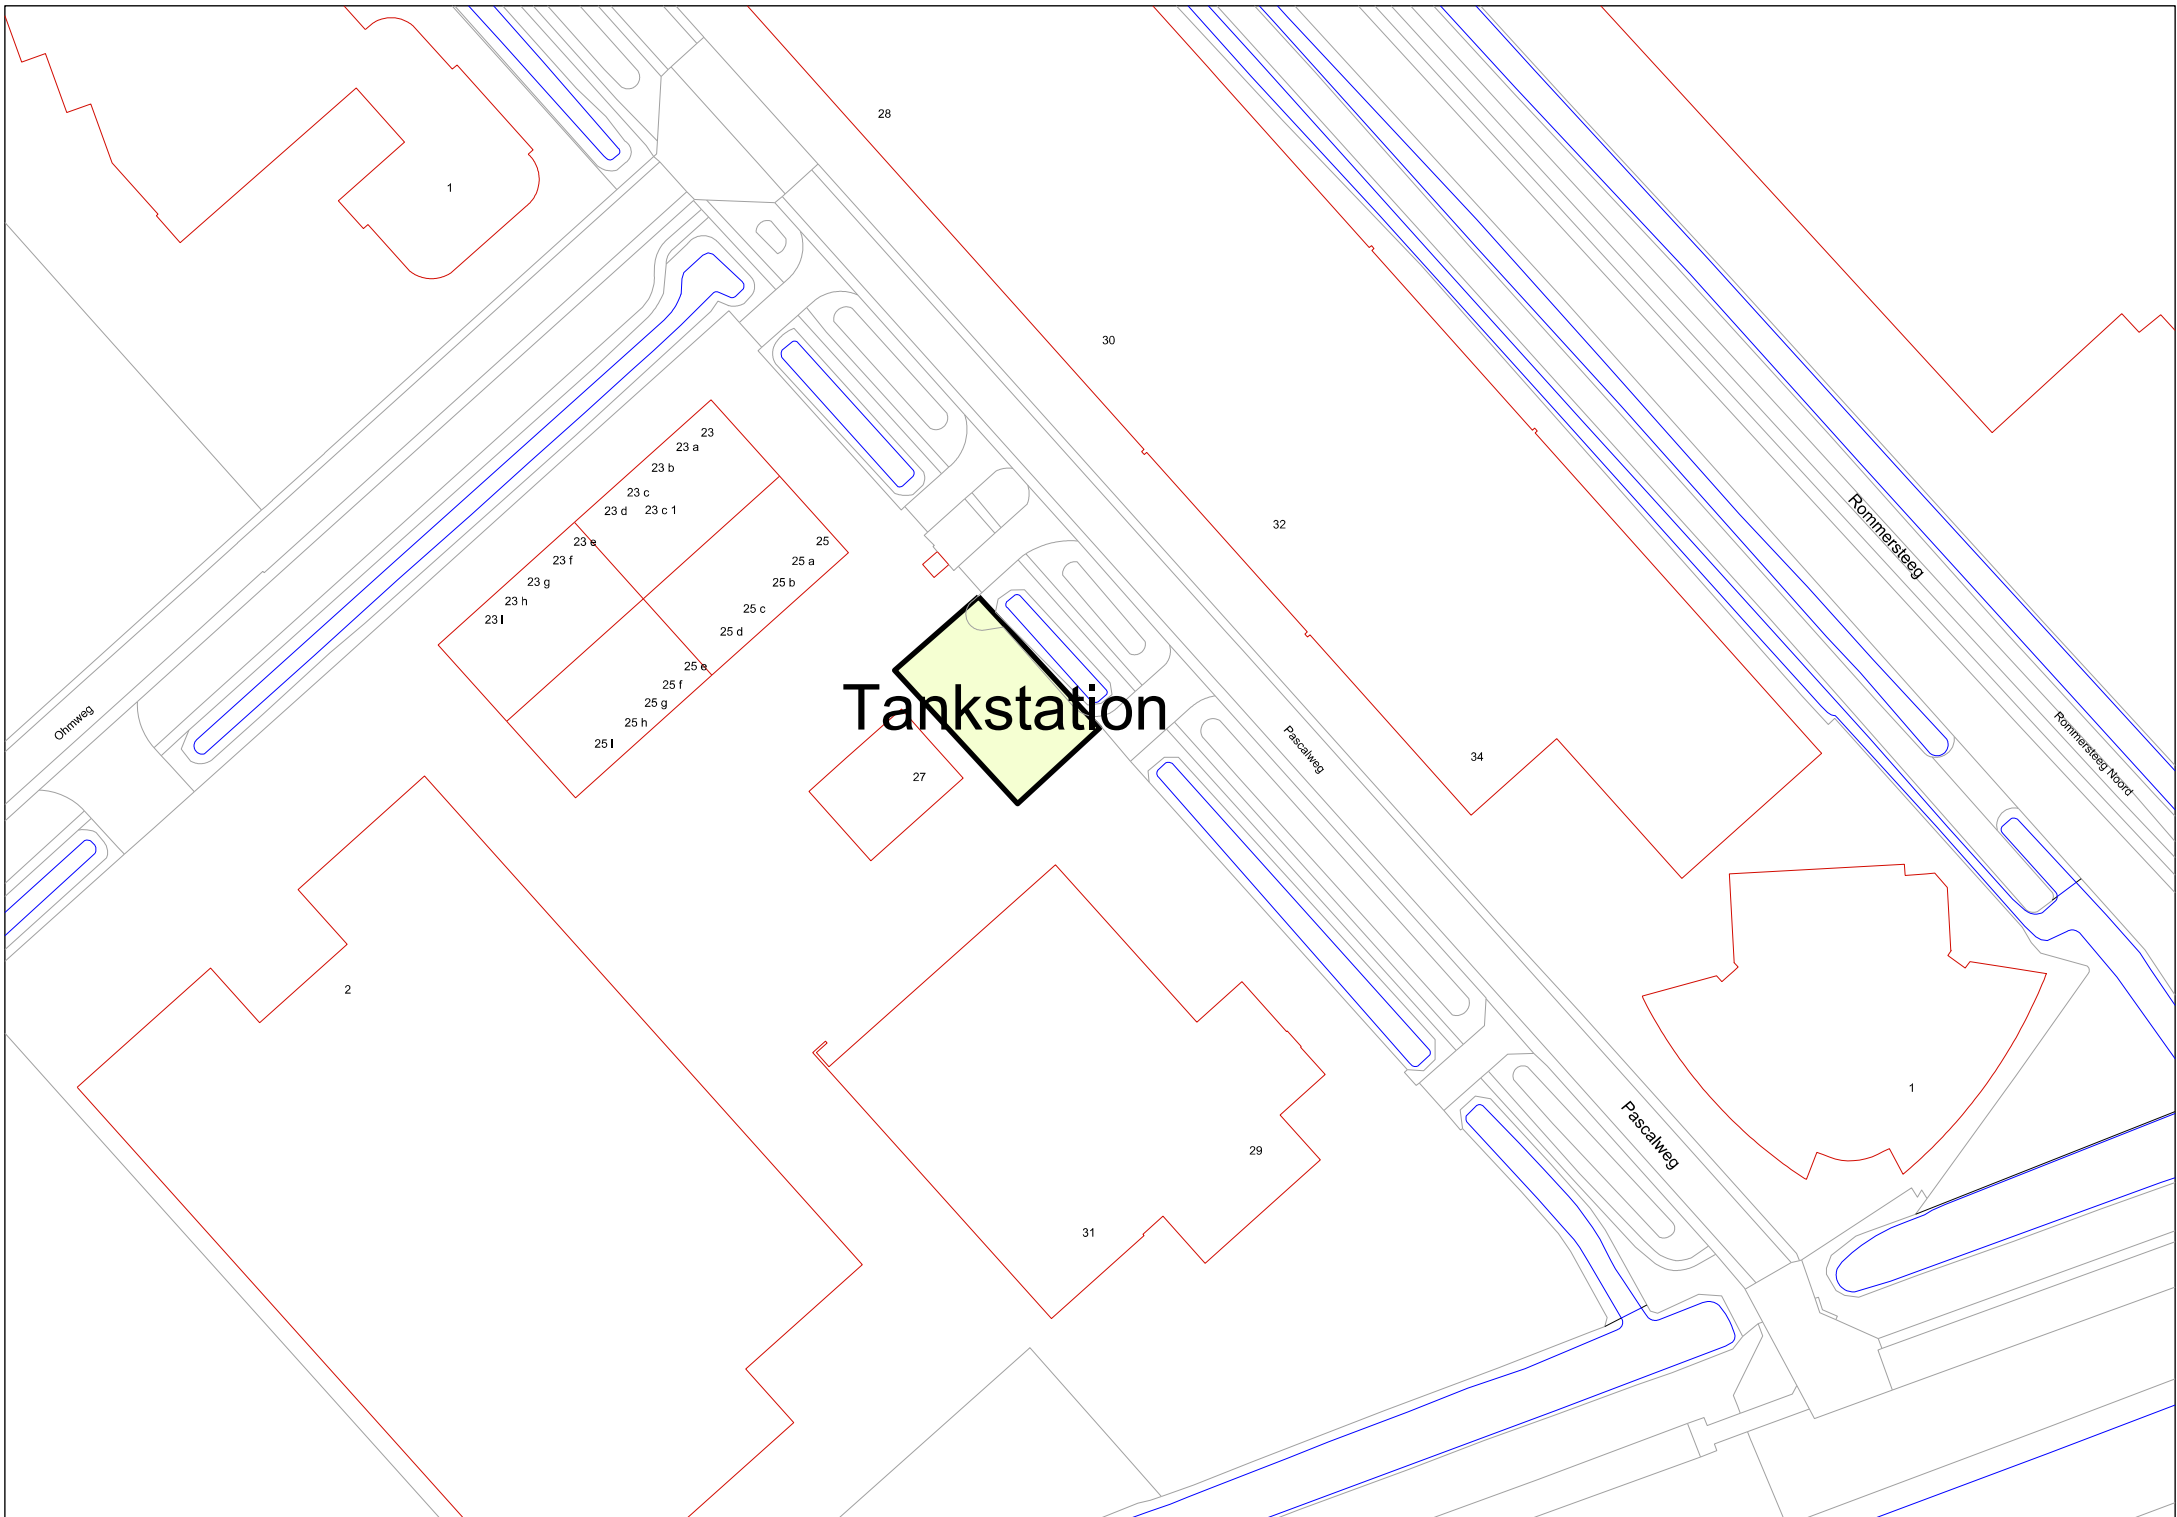 28
1
30
23
23 a
23 b
23 c
23 d
23 c 1
32
Rommersteeg
23 e
23 f
23 g
23 h
23 I
25
25 a
25 b
25 c
25 d
25 e
25 f
25 g
25 h
25 I
Tankstation
Ohmweg
Pascalweg
34
Rommersteeg Noord
27
2
1
Pascalweg
29
31